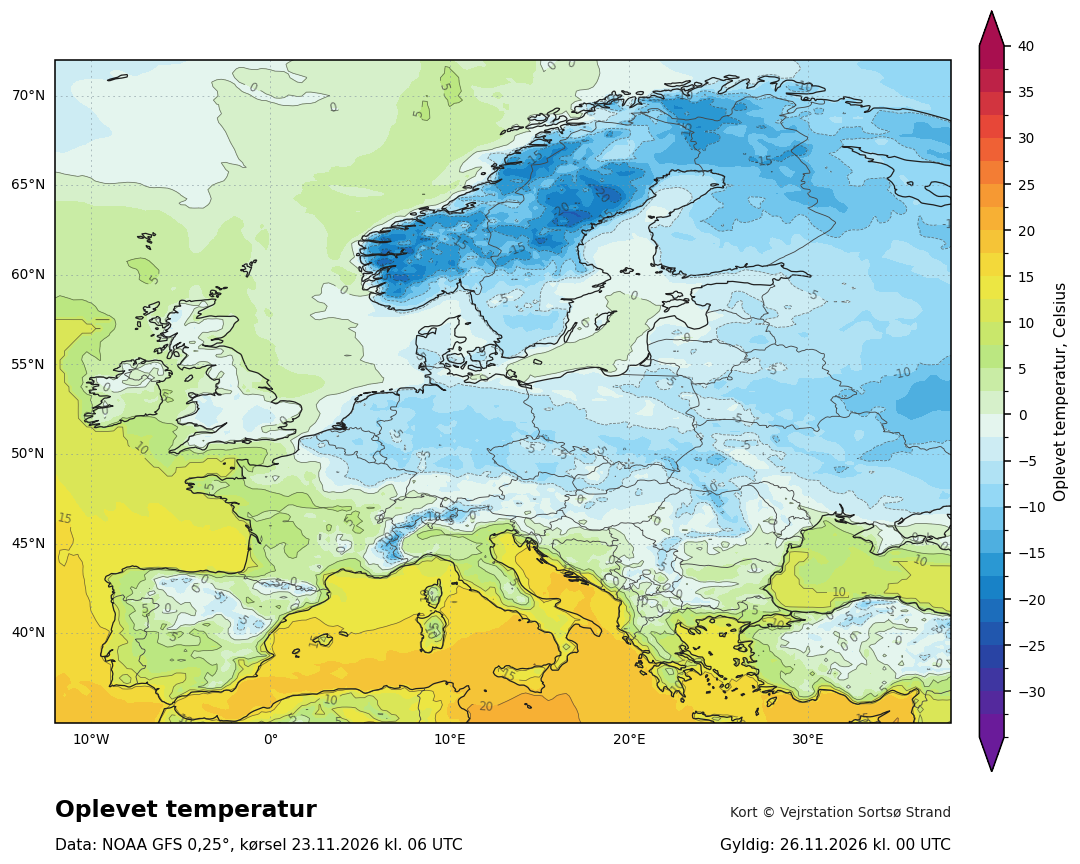 40
35
30
25
20
15
10
5
0
−5
−10
−15
−20
−25
−30
Oplevet temperatur, Celsius
70°N
65°N
60°N
55°N
50°N
45°N
40°N
10°W
0°
10°E
20°E
30°E
Oplevet temperatur
Kort © Vejrstation Sortsø Strand
Data: NOAA GFS 0,25°, kørsel 23.11.2026 kl. 06 UTC
Gyldig: 26.11.2026 kl. 00 UTC